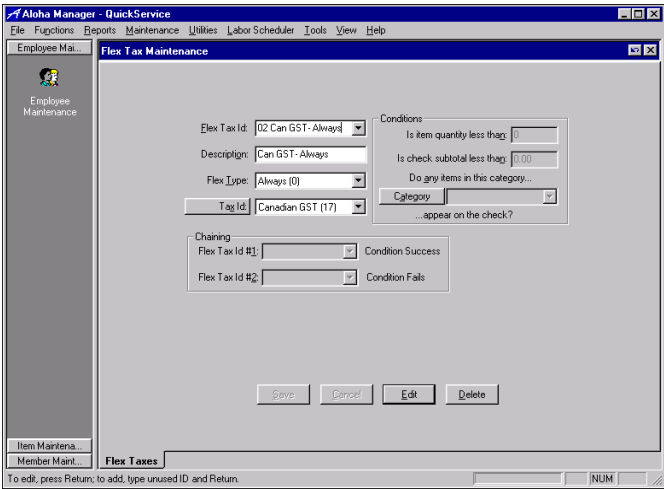 Aloha Manager - QuickService
File Functions Reports Maintenance Utilities Labor Scheduler Tools View Help
Employee Mai...
Flex Tax Maintenance
Employee
Maintenance
Flex Tax Id: 02 Can GST- Always
Description: Can GST- Always
Flex Type: Always (0)
Tax Id: Canadian GST (17)
Conditions
Is item quantity less than: 0
Is check subtotal less than: 0.00
Do any items in this category...
Category
...appear on the check?
Chaining
Flex Tax Id #1: Condition Success
Flex Tax Id #2: Condition Fails
Save Cancel Edit Delete
Item Maintena...
Member Maint...
Flex Taxes
To edit, press Return; to add, type unused ID and Return.
NUM